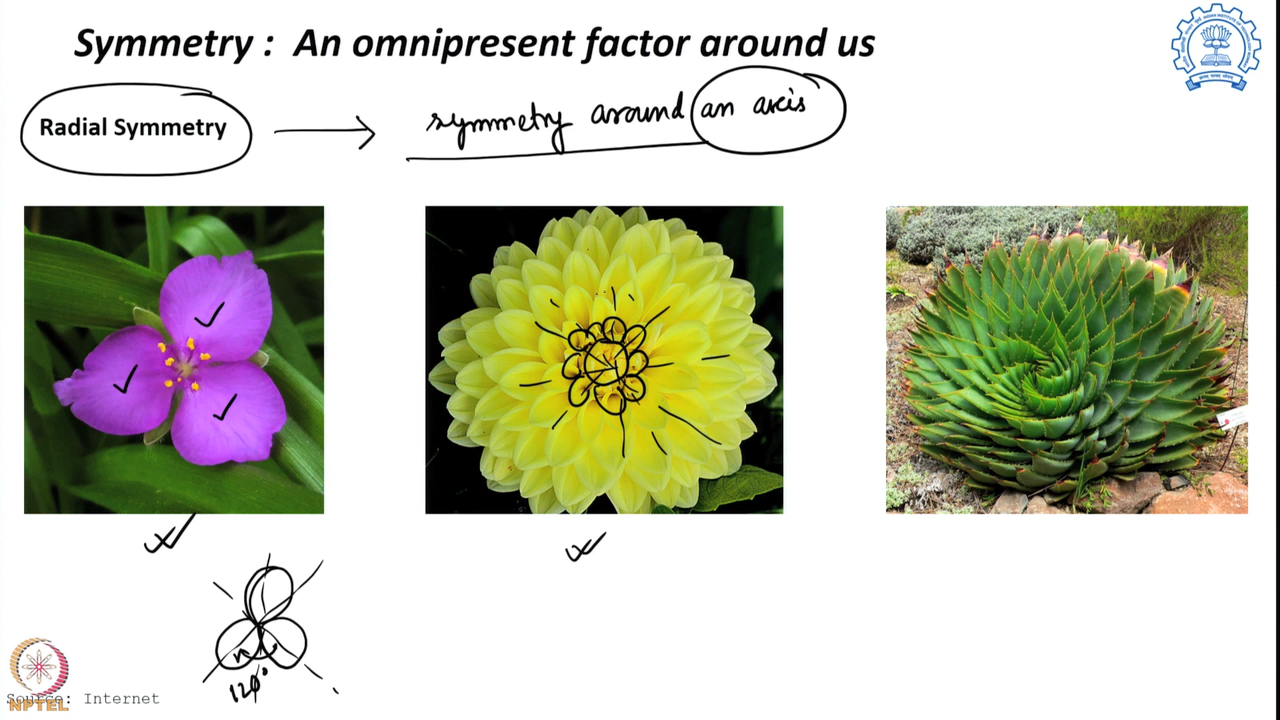 Symmetry : An omnipresent factor around us
Radial Symmetry
symmetry around an axis
120°
Source: Internet
NPTEL